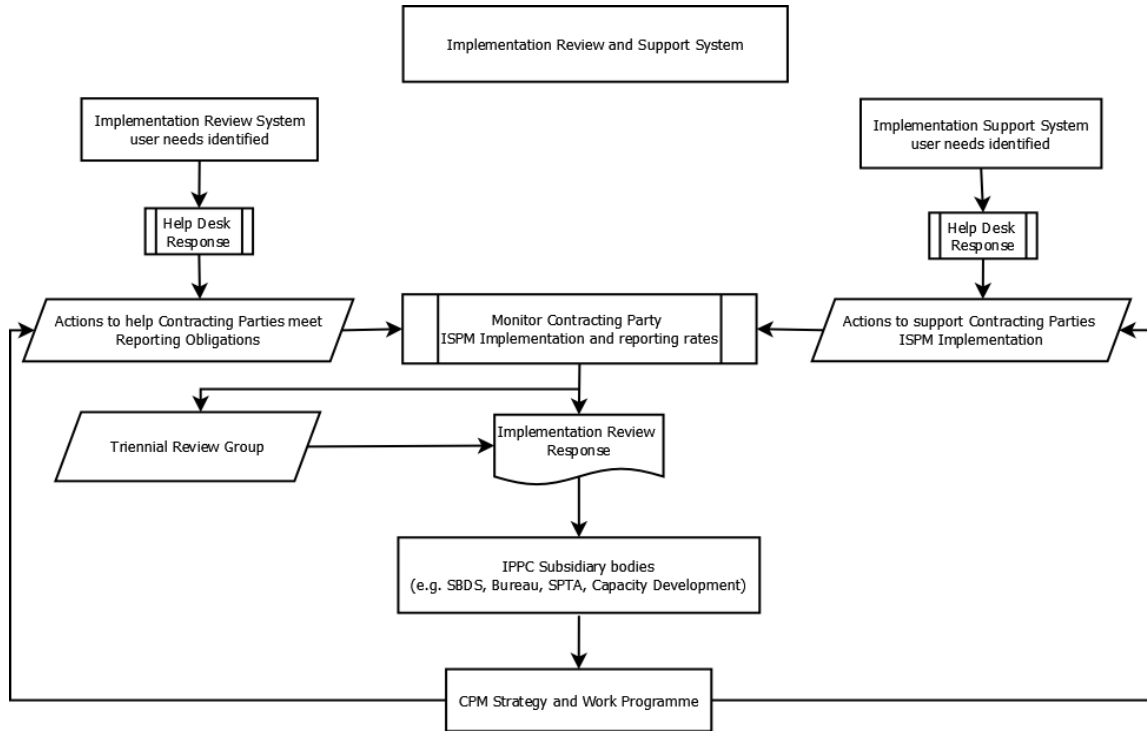 Implementation Review and Support System
Implementation Review System
user needs identified
Implementation Support System
user needs identified
Help Desk
Response
Help Desk
Response
Actions to help Contracting Parties meet
Reporting Obligations
Monitor Contracting Party
ISPM Implementation and reporting rates
Actions to support Contracting Parties
ISPM Implementation
Triennial Review Group
Implementation Review
Response
IPPC Subsidiary bodies
(e.g. SBDS, Bureau, SPTA, Capacity Development)
CPM Strategy and Work Programme